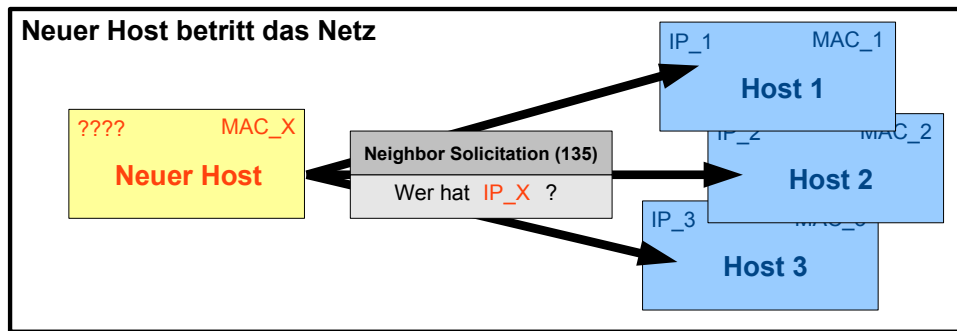 Neuer Host betritt das Netz
IP_1 MAC_1
Host 1
???? MAC_X
Neuer Host
Neighbor Solicitation (135)
Wer hat IP_X ?
IP_2 MAC_2
Host 2
IP_3
Host 3